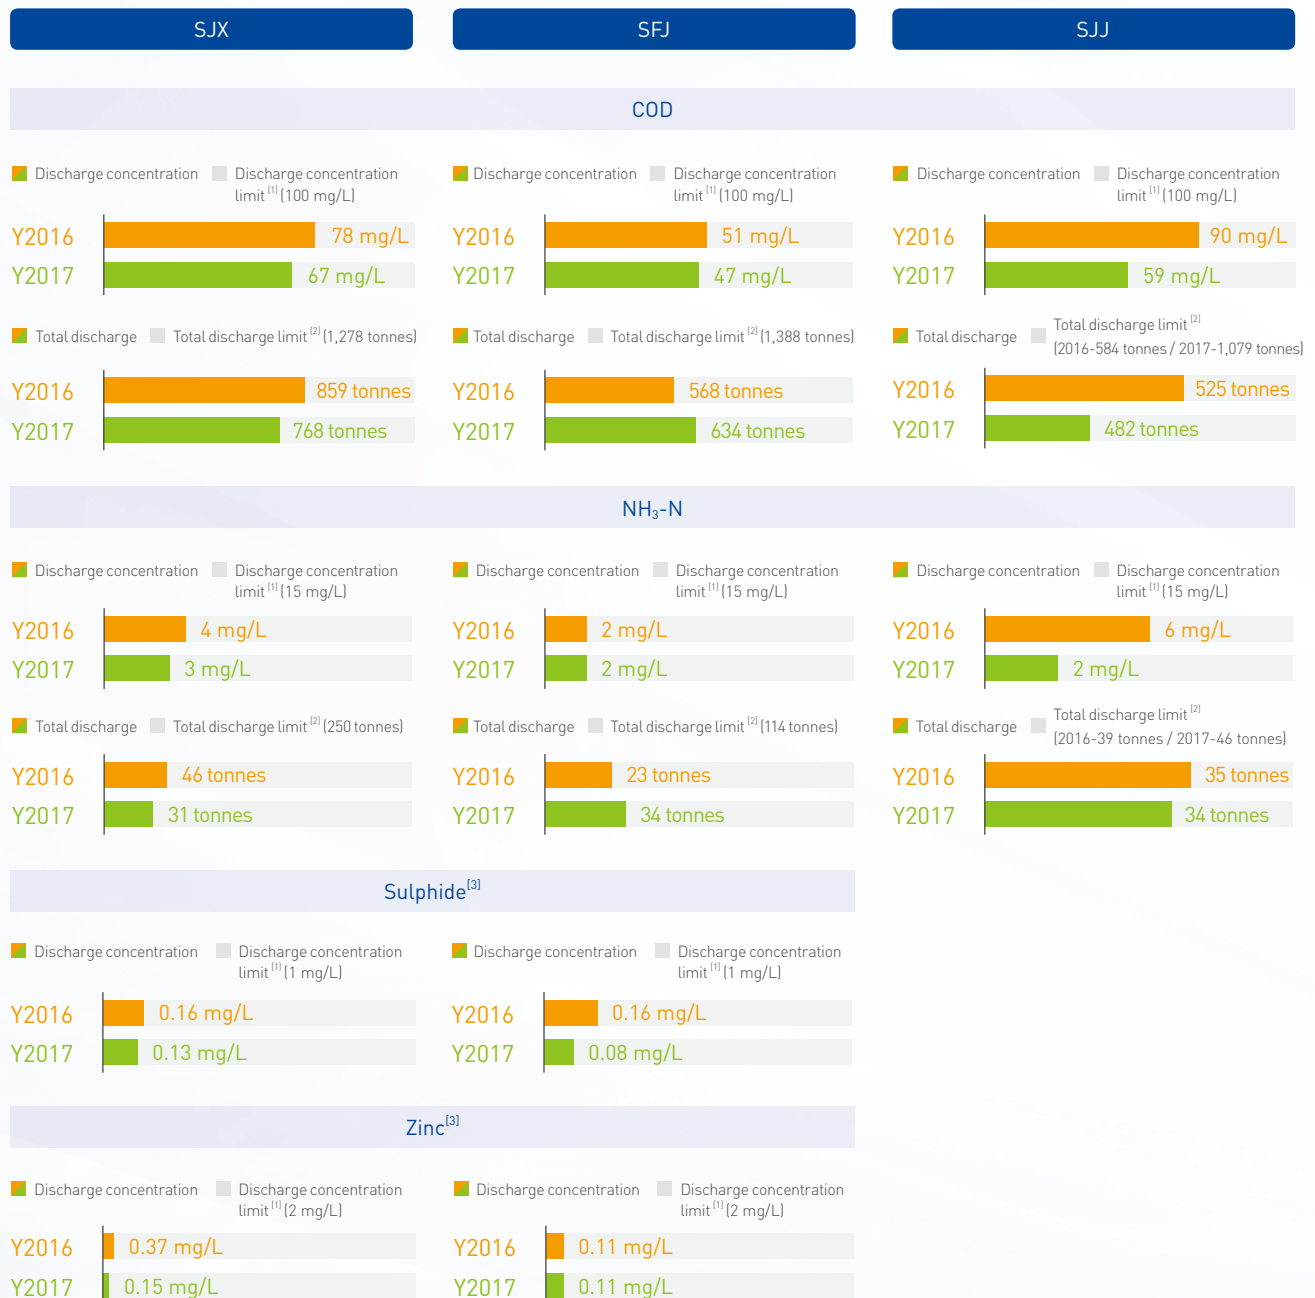 SJX
SFJ
SJJ
COD
Discharge concentration
Discharge concentration
limit [1] (100 mg/L)
Y2016
78 mg/L
Y2017
67 mg/L
Discharge concentration
Discharge concentration
limit [1] (100 mg/L)
Y2016
51 mg/L
Y2017
47 mg/L
Discharge concentration
Discharge concentration
limit [1] (100 mg/L)
Y2016
90 mg/L
Y2017
59 mg/L
Total discharge
Total discharge limit [2] (1,278 tonnes)
Y2016
859 tonnes
Y2017
768 tonnes
Total discharge
Total discharge limit [2] (1,388 tonnes)
Y2016
568 tonnes
Y2017
634 tonnes
Total discharge
Total discharge limit [2]
(2016-584 tonnes / 2017-1,079 tonnes)
Y2016
525 tonnes
Y2017
482 tonnes
NH3-N
Discharge concentration
Discharge concentration
limit [1] (15 mg/L)
Y2016
4 mg/L
Y2017
3 mg/L
Discharge concentration
Discharge concentration
limit [1] (15 mg/L)
Y2016
2 mg/L
Y2017
2 mg/L
Discharge concentration
Discharge concentration
limit [1] (15 mg/L)
Y2016
6 mg/L
Y2017
2 mg/L
Total discharge
Total discharge limit [2] (250 tonnes)
Y2016
46 tonnes
Y2017
31 tonnes
Total discharge
Total discharge limit [2] (114 tonnes)
Y2016
23 tonnes
Y2017
34 tonnes
Total discharge
Total discharge limit [2]
(2016-39 tonnes / 2017-46 tonnes)
Y2016
35 tonnes
Y2017
34 tonnes
Sulphide[3]
Discharge concentration
Discharge concentration
limit [1] (1 mg/L)
Y2016
0.16 mg/L
Y2017
0.13 mg/L
Discharge concentration
Discharge concentration
limit [1] (1 mg/L)
Y2016
0.16 mg/L
Y2017
0.08 mg/L
Zinc[3]
Discharge concentration
Discharge concentration
limit [1] (2 mg/L)
Y2016
0.37 mg/L
Y2017
0.15 mg/L
Discharge concentration
Discharge concentration
limit [1] (2 mg/L)
Y2016
0.11 mg/L
Y2017
0.11 mg/L